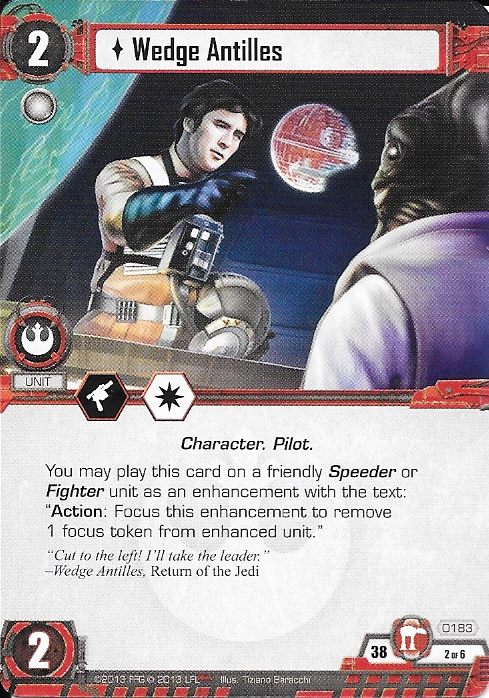 2
Wedge Antilles
UNIT
Character. Pilot.
You may play this card on a friendly Speeder or
Fighter unit as an enhancement with the text:
“Action: Focus this enhancement to remove
1 focus token from enhanced unit.”
“Cut to the left! I’ll take the leader.”
–Wedge Antilles, Return of the Jedi
2
0183
38
2 OF 6
©2013 FFG © 2013 LFL Illus. Tiziano Baracchi